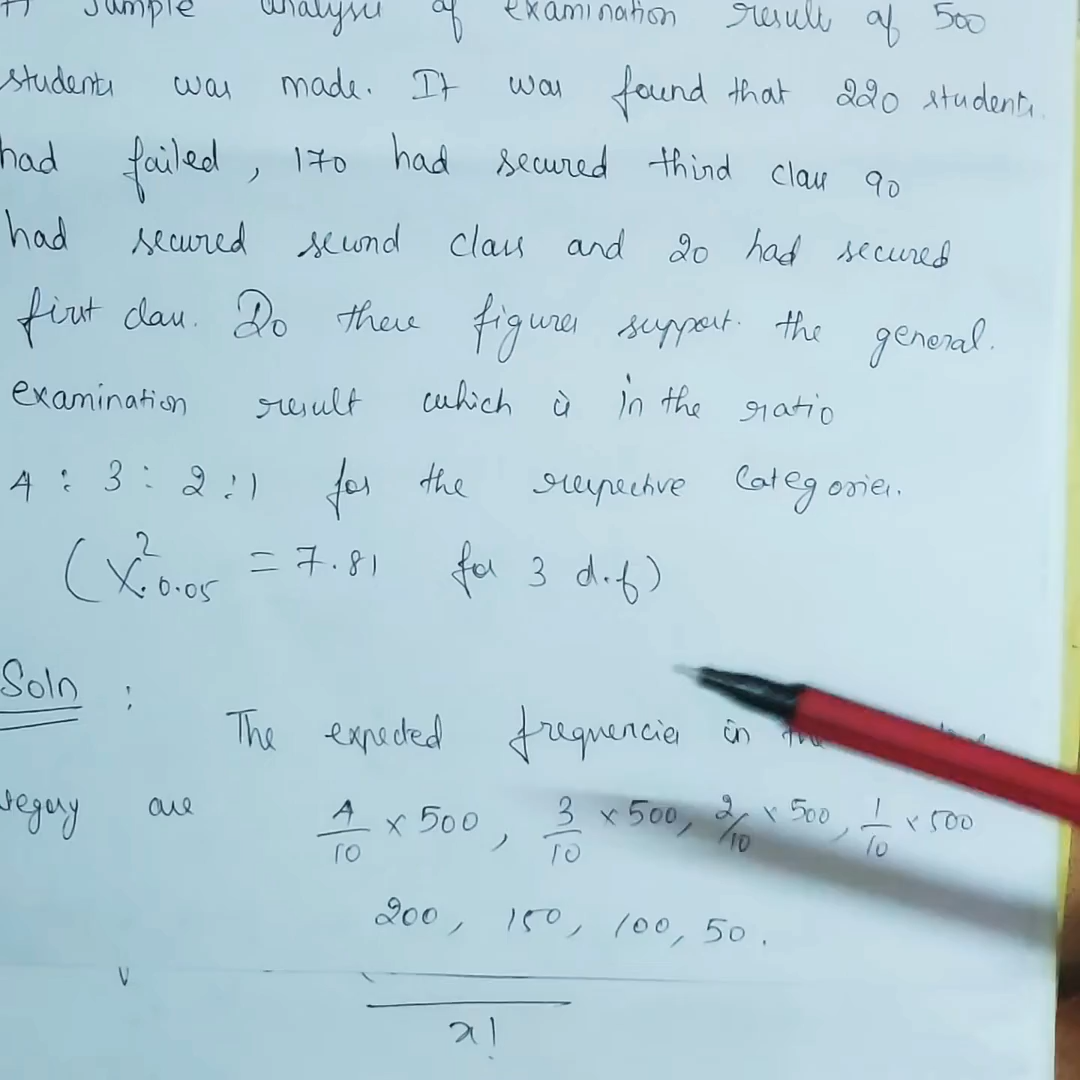 A sample analysis of examination result of 500
students was made. It was found that 220 students
had failed, 170 had secured third class 90
had secured second class and 20 had secured
first class. Do these figures support the general.
examination result which is in the ratio
4 : 3 : 2 : 1 for the respective Categories.
(χ²0.05 = 7.81 for 3 d.f)
Soln :
The expected frequencies in the
tegory are 4/10 × 500, 3/10 × 500, 2/10 × 500, 1/10 × 500
200, 150, 100, 50.
x!